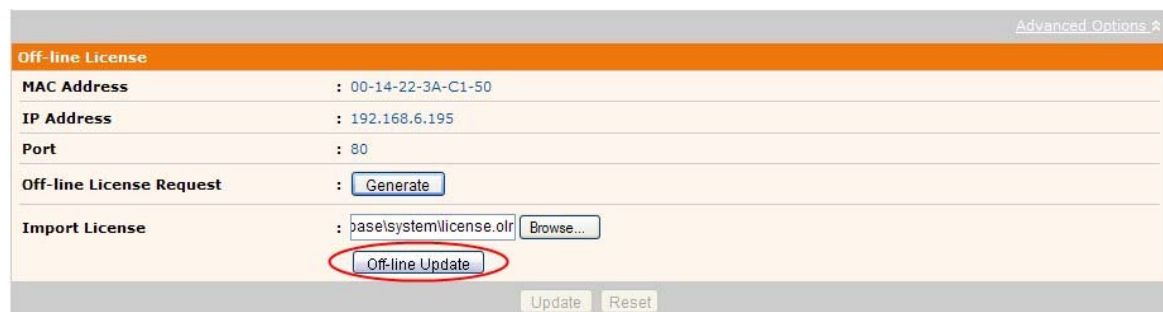 Advanced Options
Off-line License
MAC Address : 00-14-22-3A-C1-50
IP Address : 192.168.6.195
Port : 80
Off-line License Request : Generate
Import License : base\system\license.olr Browse...
Off-line Update
Update Reset